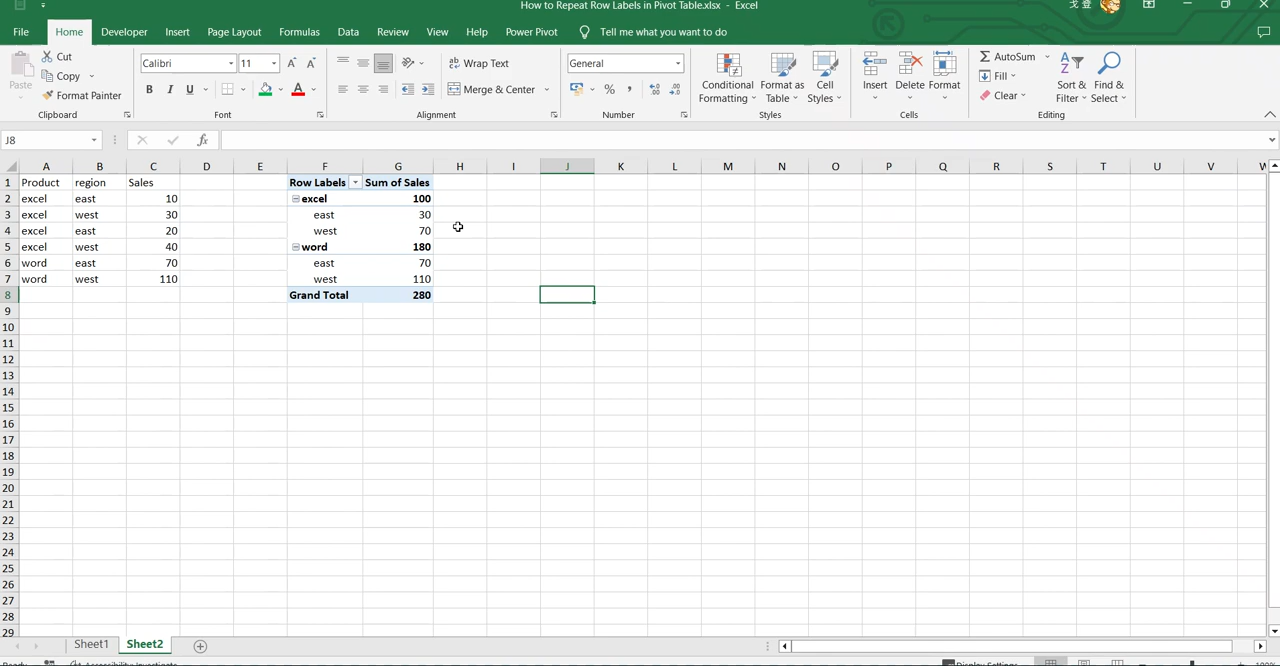 How to Repeat Row Labels in Pivot Table.xlsx - Excel
File Home Developer Insert Page Layout Formulas Data Review View Help Power Pivot Tell me what you want to do
Paste Cut Copy Format Painter Clipboard
Calibri 11 B I U A Font
Wrap Text Merge & Center Alignment
General % , Number
Conditional Formatting Format as Table Cell Styles Styles
Insert Delete Format Cells
AutoSum Fill Clear Sort & Filter Find & Select Editing
J8 fx
A B C D E F G H I J K L M N O P Q R S T U V W
1 Product region Sales Row Labels Sum of Sales
2 excel east 10 excel 100
3 excel west 30 east 30
4 excel east 20 west 70
5 excel west 40 word 180
6 word east 70 east 70
7 word west 110 west 110
8 Grand Total 280
9
10
11
12
13
14
15
16
17
18
19
20
21
22
23
24
25
26
27
28
29
Sheet1 Sheet2
Ready Accessibility: Investigate Display Settings 100%